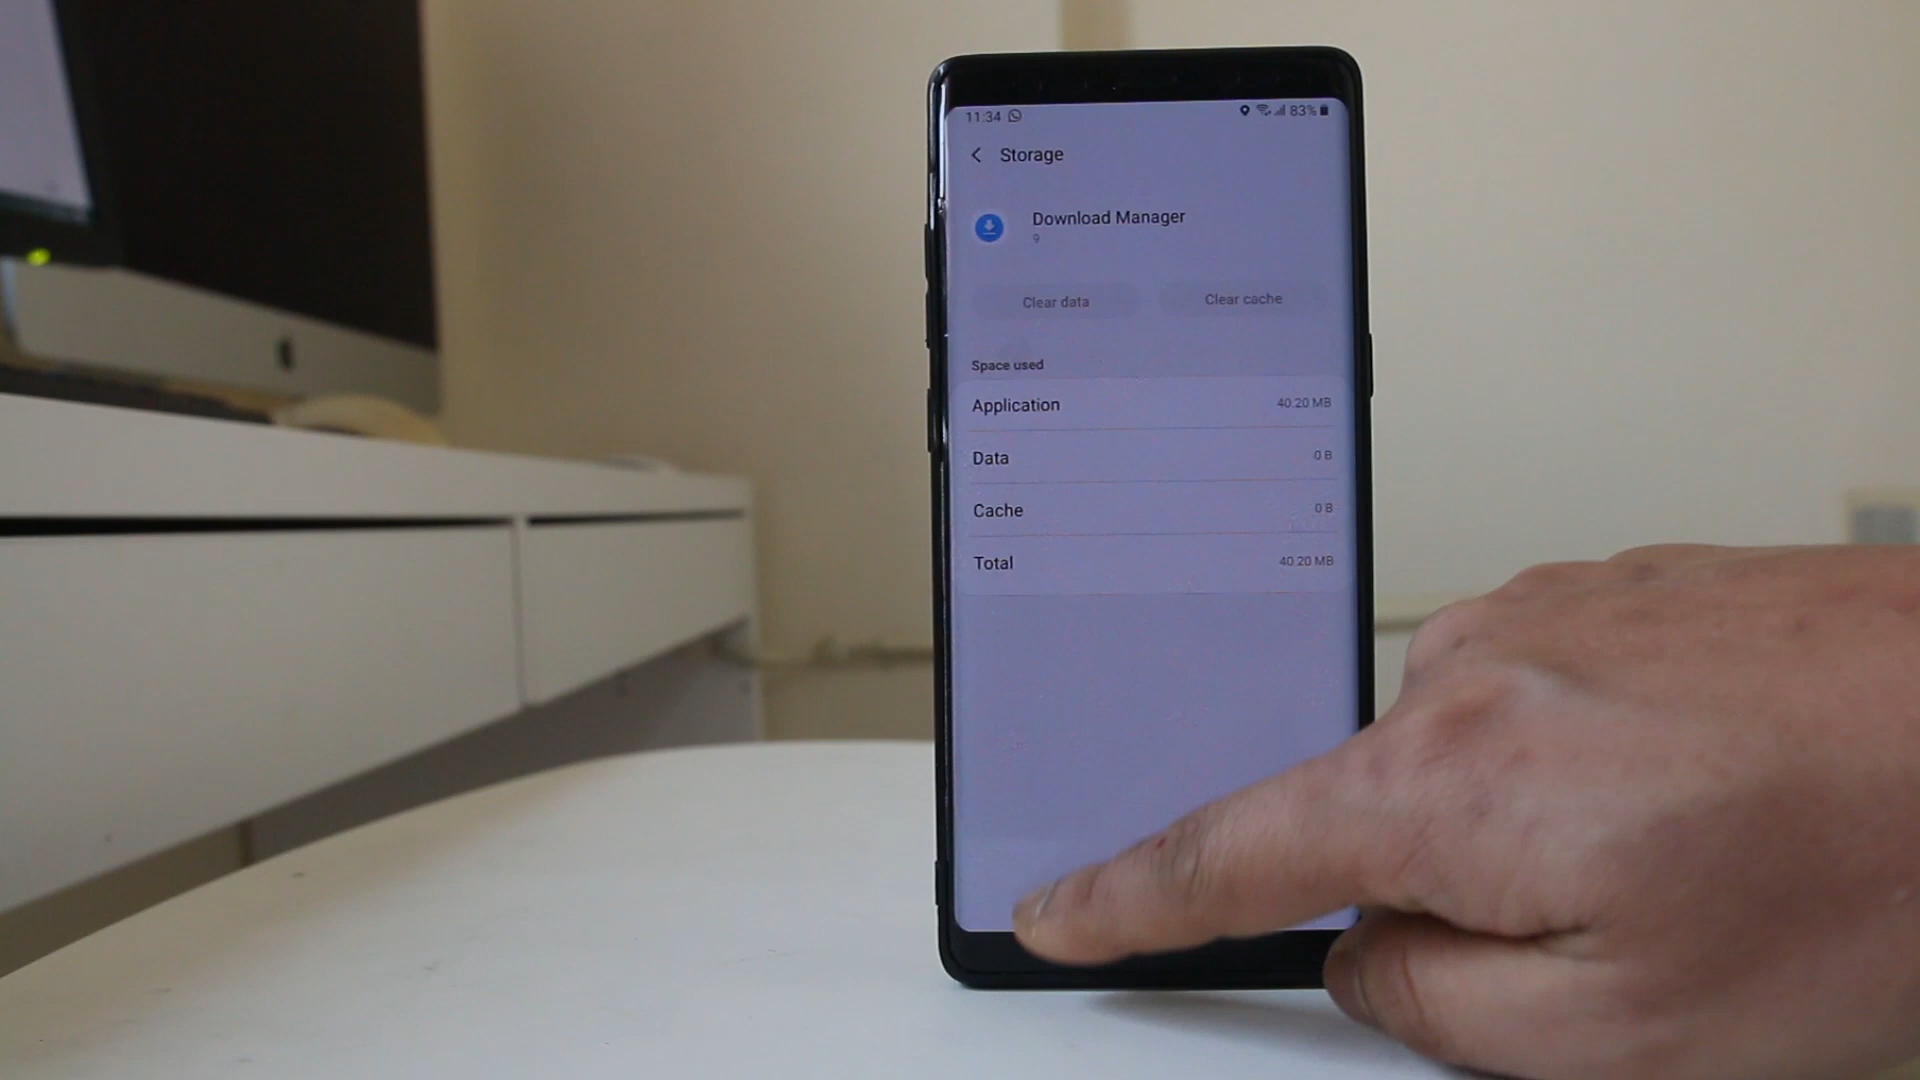 11:34 83%
Storage
Download Manager
9
Clear data Clear cache
Space used
Application 40.20 MB
Data 0 B
Cache 0 B
Total 40.20 MB